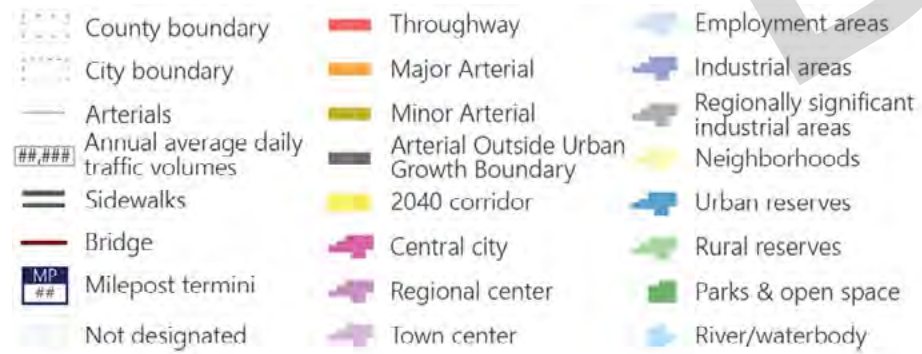 County boundary
City boundary
Arterials
##,### Annual average daily
traffic volumes
Sidewalks
Bridge
MP
## Milepost termini
Not designated
Throughway
Major Arterial
Minor Arterial
Arterial Outside Urban
Growth Boundary
2040 corridor
Central city
Regional center
Town center
Employment areas
Industrial areas
Regionally significant
industrial areas
Neighborhoods
Urban reserves
Rural reserves
Parks & open space
River/waterbody